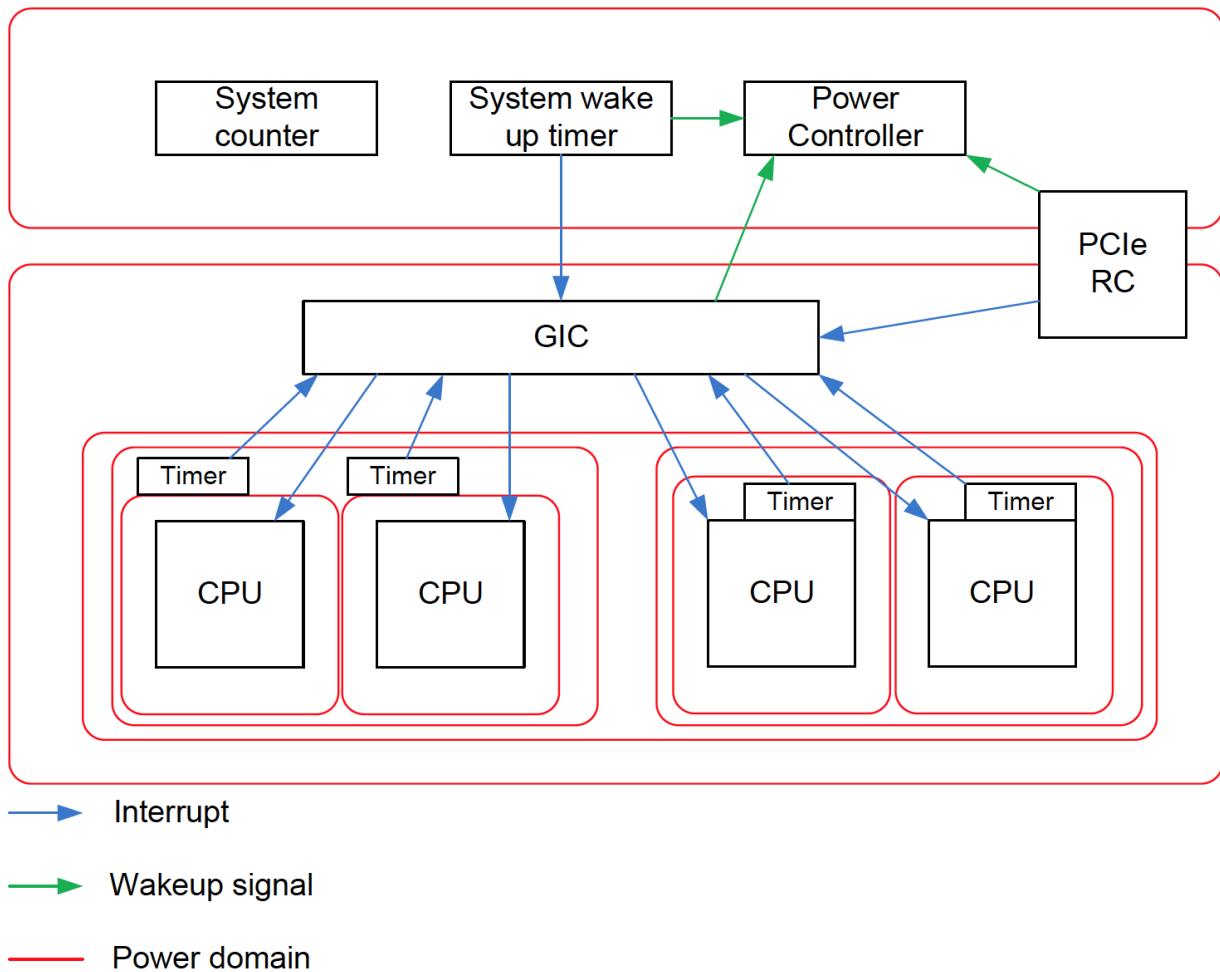 System
counter
System wake
up timer
Power
Controller
PCIe
RC
GIC
Timer
Timer
Timer
Timer
CPU
CPU
CPU
CPU
Interrupt
Wakeup signal
Power domain